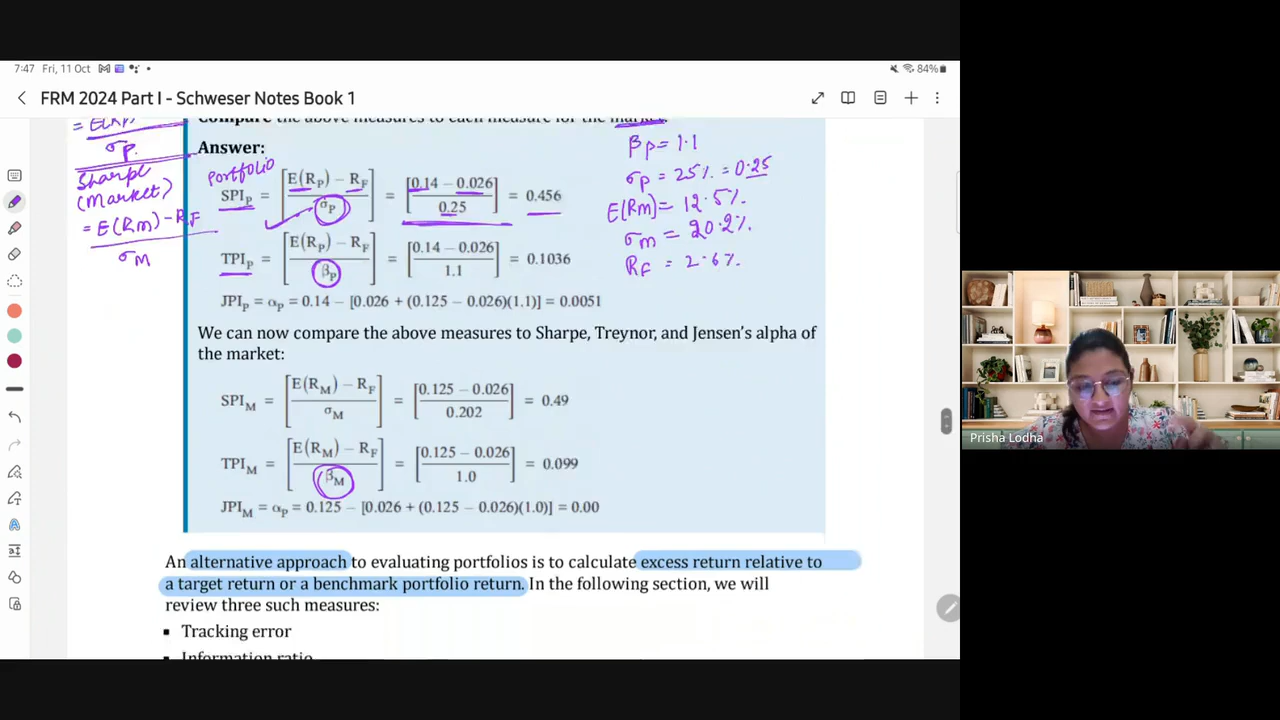 7:47 Fri, 11 Oct
84%
FRM 2024 Part I - Schweser Notes Book 1
Compare the above measures to each measure for the market.
= E(Rp)
σp
Sharpe
(Market)
= E(Rm) - RF
σM
Answer:
Portfolio
SPI_P = [E(R_P) − R_F / σ_P] = [0.14 − 0.026 / 0.25] = 0.456
TPI_P = [E(R_P) − R_F / β_P] = [0.14 − 0.026 / 1.1] = 0.1036
JPI_P = α_P = 0.14 − [0.026 + (0.125 − 0.026)(1.1)] = 0.0051
βp = 1.1
σp = 25% = 0.25
E(Rm) = 12.5%
σm = 20.2%
RF = 2.6%
We can now compare the above measures to Sharpe, Treynor, and Jensen's alpha of
the market:
SPI_M = [E(R_M) − R_F / σ_M] = [0.125 − 0.026 / 0.202] = 0.49
TPI_M = [E(R_M) − R_F / β_M] = [0.125 − 0.026 / 1.0] = 0.099
JPI_M = α_P = 0.125 − [0.026 + (0.125 − 0.026)(1.0)] = 0.00
An alternative approach to evaluating portfolios is to calculate excess return relative to
a target return or a benchmark portfolio return. In the following section, we will
review three such measures:
▪ Tracking error
▪ Information ratio
Prisha Lodha